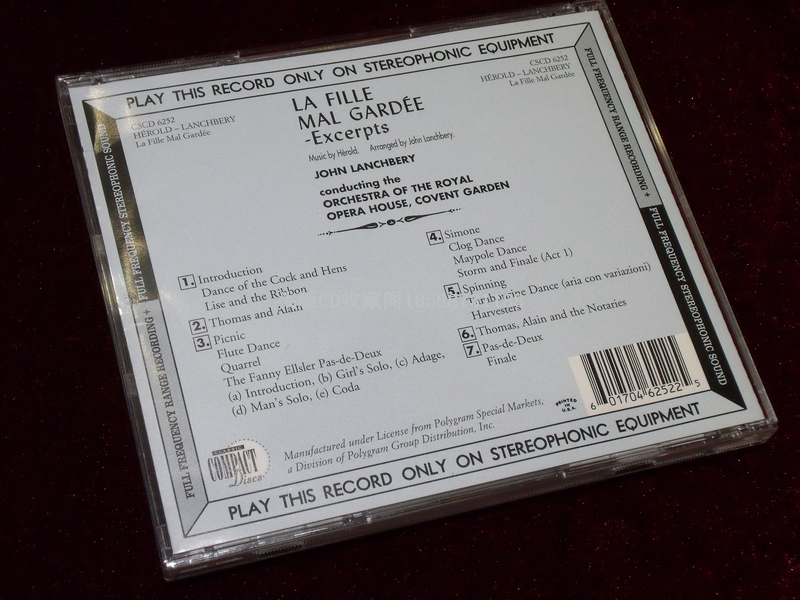 PLAY THIS RECORD ONLY ON STEREOPHONIC EQUIPMENT
CSCD 6252
HÉROLD – LANCHBERY
La Fille Mal Gardée
CSCD 6252
HÉROLD – LANCHBERY
La Fille Mal Gardée
LA FILLE
MAL GARDÉE
-Excerpts
Music by Hérold. Arranged by John Lanchbery.
JOHN LANCHBERY
conducting the
ORCHESTRA OF THE ROYAL
OPERA HOUSE, COVENT GARDEN
1. Introduction
Dance of the Cock and Hens
Lise and the Ribbon
2. Thomas and Alain
3. Picnic
Flute Dance
Quarrel
The Fanny Ellsler Pas-de-Deux
(a) Introduction, (b) Girl's Solo, (c) Adage,
(d) Man's Solo, (e) Coda
4. Simone
Clog Dance
Maypole Dance
Storm and Finale (Act 1)
5. Spinning
Tambourine Dance (aria con variazioni)
Harvesters
6. Thomas, Alain and the Notaries
7. Pas-de-Deux
Finale
Manufactured under License from Polygram Special Markets,
a Division of Polygram Group Distribution, Inc.
CLASSIC
COMPACT
Discs
PRINTED
IN
U.S.A.
6 01704 62522 5
PLAY THIS RECORD ONLY ON STEREOPHONIC EQUIPMENT
FULL FREQUENCY RANGE RECORDING + FULL FREQUENCY STEREOPHONIC SOUND
FULL FREQUENCY RANGE RECORDING + FULL FREQUENCY STEREOPHONIC SOUND